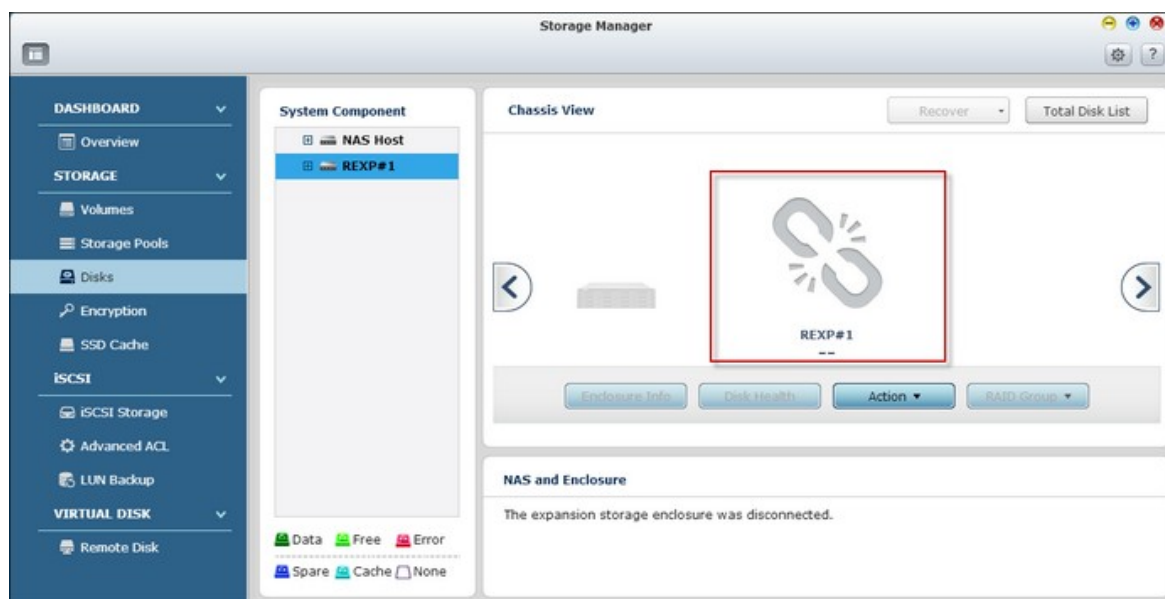 Storage Manager
?
DASHBOARD
Overview
STORAGE
Volumes
Storage Pools
Disks
Encryption
SSD Cache
iSCSI
iSCSI Storage
Advanced ACL
LUN Backup
VIRTUAL DISK
Remote Disk
System Component
NAS Host
REXP#1
Data Free Error
Spare Cache None
Chassis View
Recover
Total Disk List
REXP#1
--
Enclosure Info
Disk Health
Action
RAID Group
NAS and Enclosure
The expansion storage enclosure was disconnected.